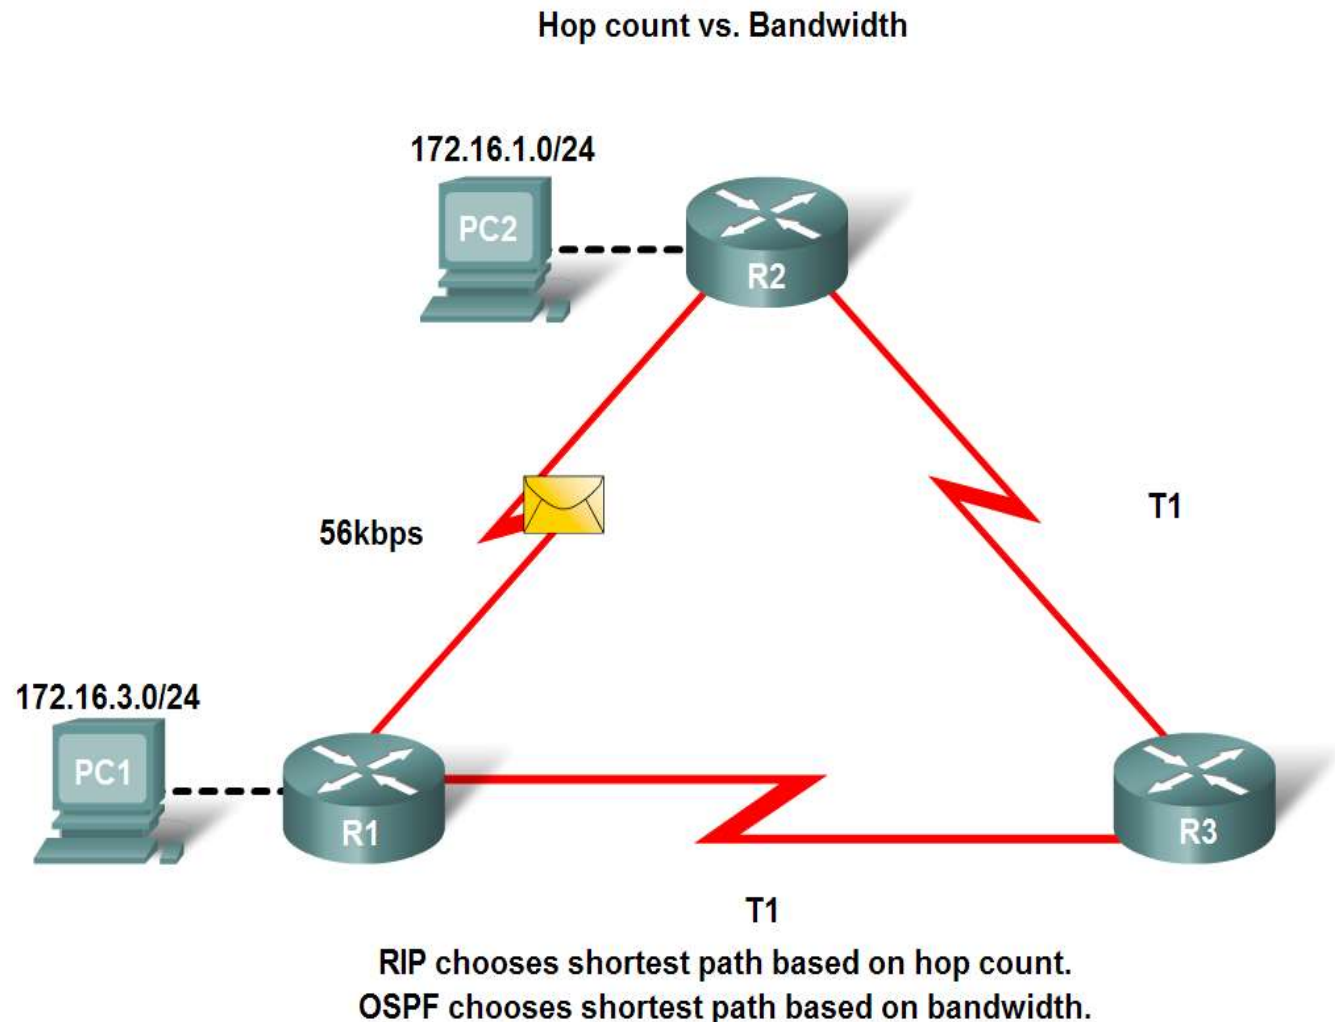 Hop count vs. Bandwidth
172.16.1.0/24
PC2
R2
56kbps
T1
172.16.3.0/24
PC1
R1
R3
T1
RIP chooses shortest path based on hop count.
OSPF chooses shortest path based on bandwidth.